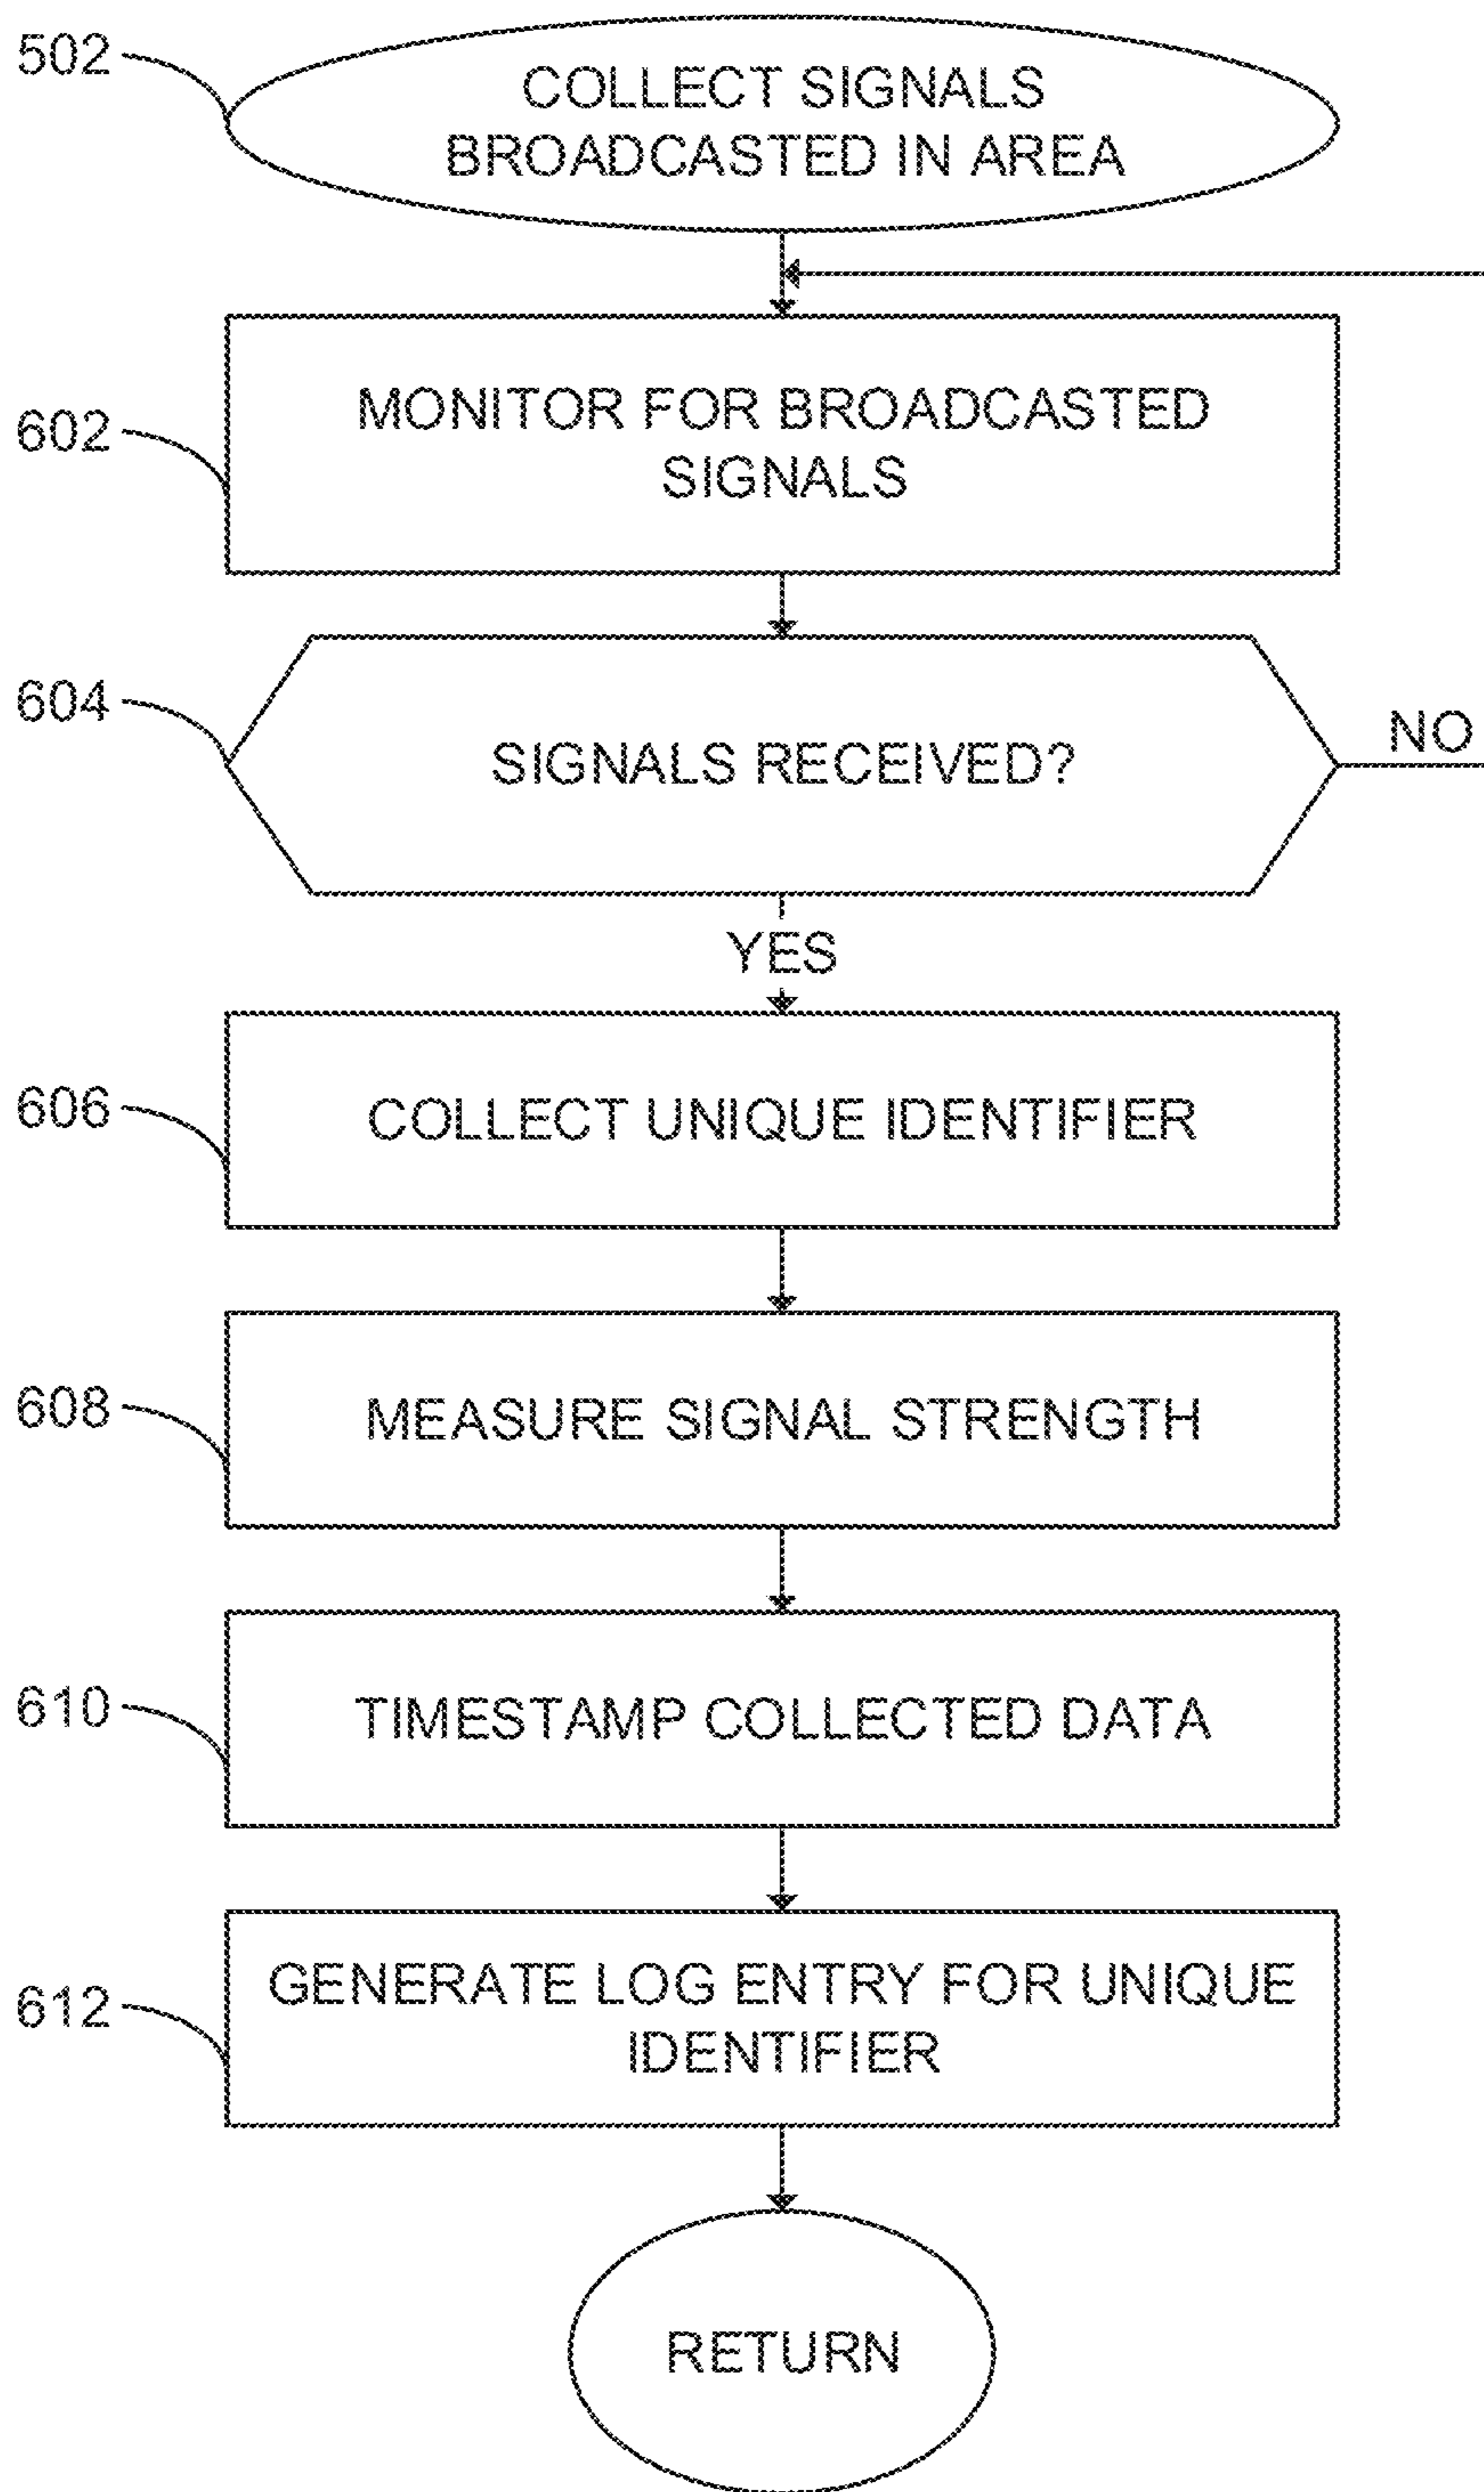 502
COLLECT SIGNALS
BROADCASTED IN AREA
602
MONITOR FOR BROADCASTED
SIGNALS
604
SIGNALS RECEIVED?
NO
YES
606
COLLECT UNIQUE IDENTIFIER
608
MEASURE SIGNAL STRENGTH
610
TIMESTAMP COLLECTED DATA
612
GENERATE LOG ENTRY FOR UNIQUE
IDENTIFIER
RETURN